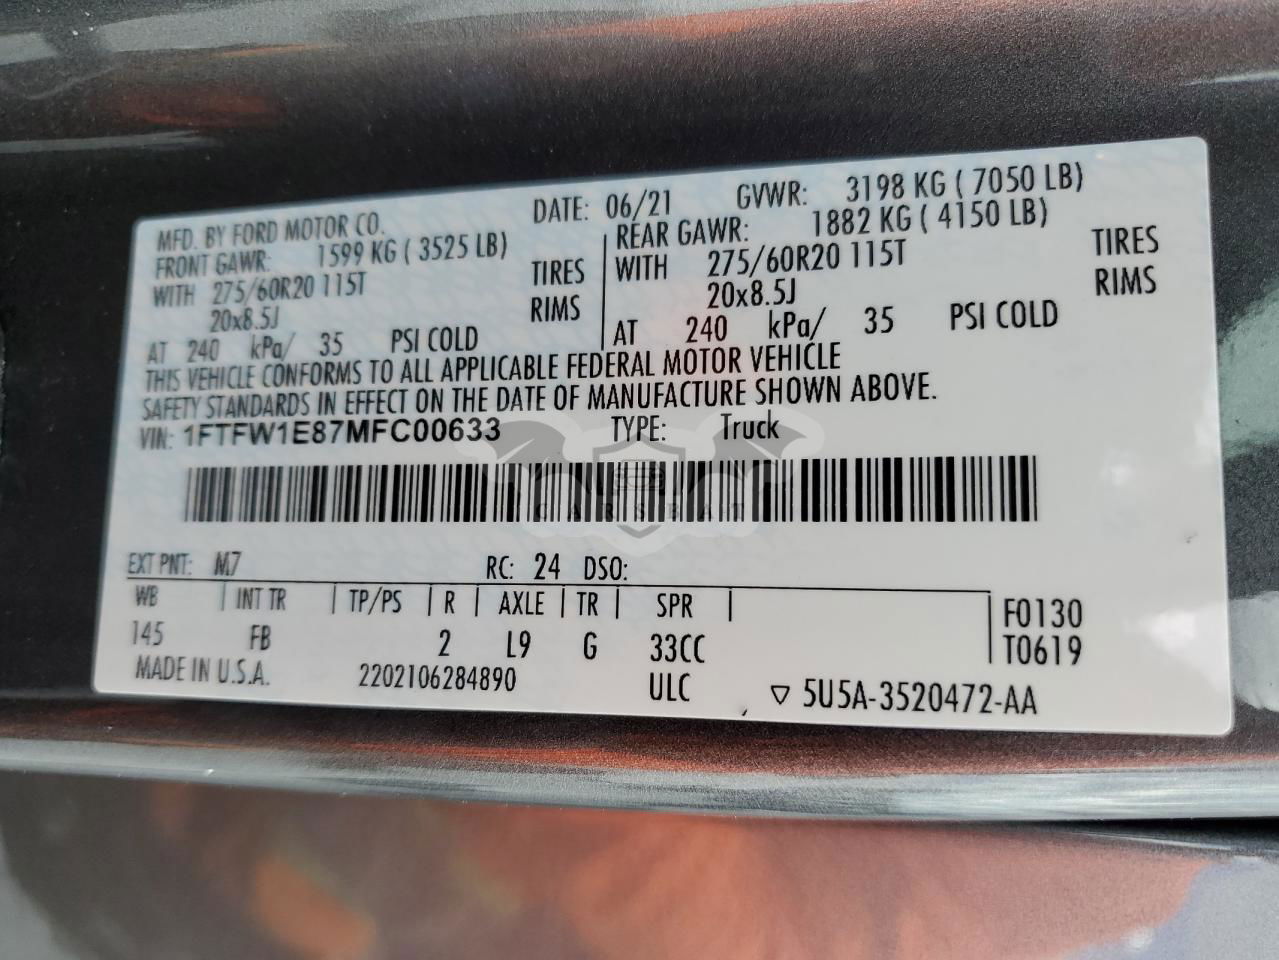 MFD. BY FORD MOTOR CO. DATE: 06/21 GVWR: 3198 KG ( 7050 LB)
FRONT GAWR: 1599 KG ( 3525 LB) REAR GAWR: 1882 KG ( 4150 LB)
WITH 275/60R20 115T TIRES WITH 275/60R20 115T TIRES
20x8.5J RIMS 20x8.5J RIMS
AT 240 kPa/ 35 PSI COLD AT 240 kPa/ 35 PSI COLD
THIS VEHICLE CONFORMS TO ALL APPLICABLE FEDERAL MOTOR VEHICLE
SAFETY STANDARDS IN EFFECT ON THE DATE OF MANUFACTURE SHOWN ABOVE.
VIN: 1FTFW1E87MFC00633 TYPE: Truck
CARSBAT
EXT PNT: M7 RC: 24 DSO:
WB INT TR TP/PS R AXLE TR SPR F0130
145 FB 2 L9 G 33CC T0619
MADE IN U.S.A. 2202106284890 ULC ▽ 5U5A-3520472-AA